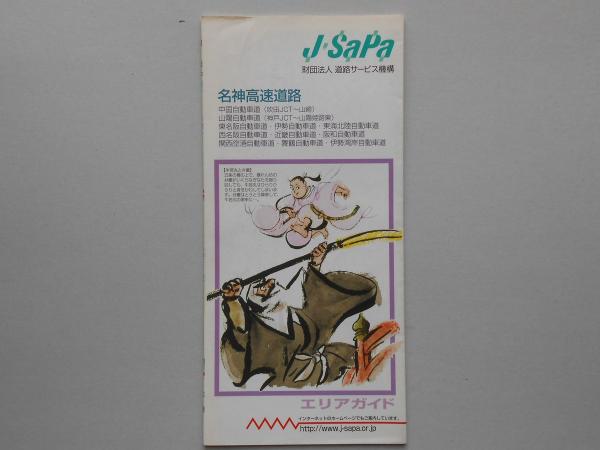 J-SaPa
財団法人 道路サービス機構
名神高速道路
中国自動車道〈吹田JCT〜山崎〉
山陽自動車道〈神戸JCT〜山陽姫路東〉
東名阪自動車道・伊勢自動車道・東海北陸自動車道
西名阪自動車道・近畿自動車道・阪和自動車道
関西空港自動車道・舞鶴自動車道・伊勢湾岸自動車道
エリアガイド
インターネットのホームページでもご案内しています。
http://www.j-sapa.or.jp